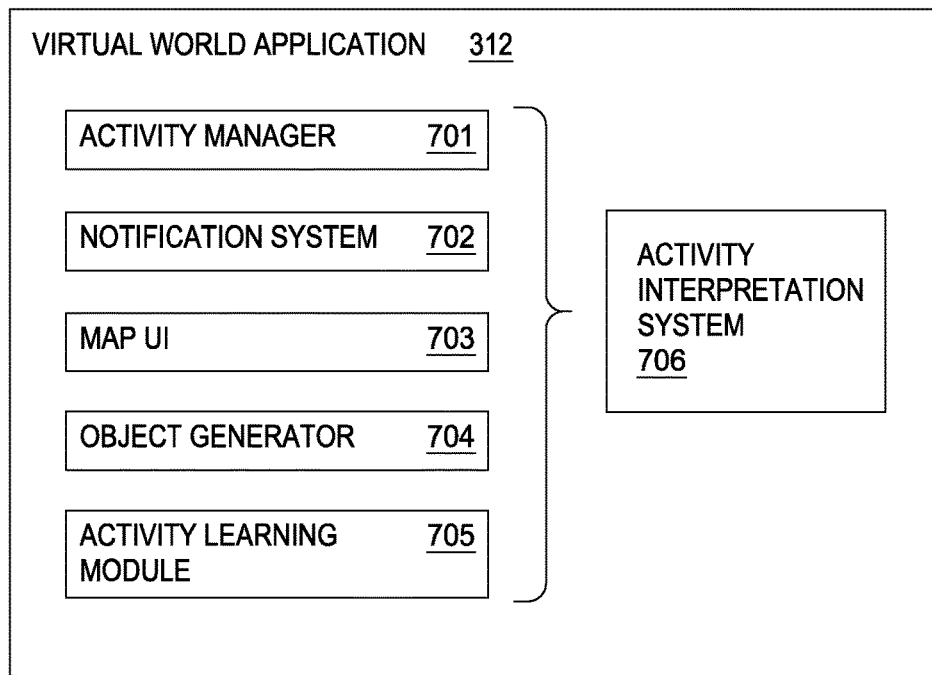 VIRTUAL WORLD APPLICATION 312
ACTIVITY MANAGER 701
NOTIFICATION SYSTEM 702
MAP UI 703
OBJECT GENERATOR 704
ACTIVITY LEARNING 705
MODULE
ACTIVITY
INTERPRETATION
SYSTEM
706